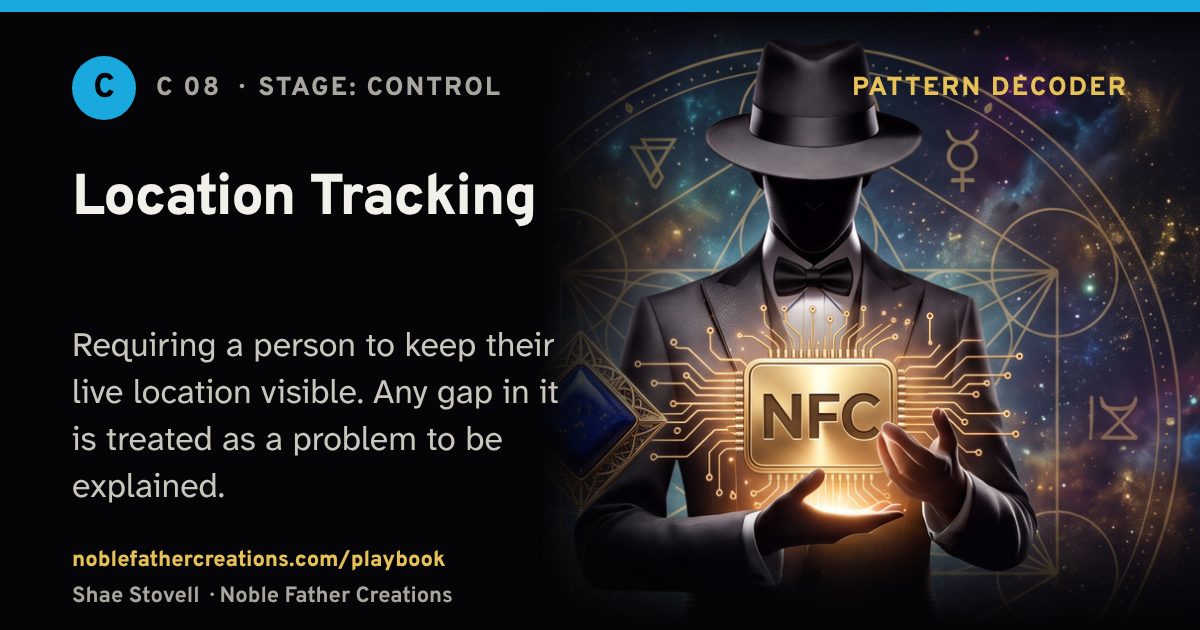 C
C 08 · STAGE: CONTROL
PATTERN DECODER
Location Tracking
Requiring a person to keep their
live location visible. Any gap in it
is treated as a problem to be
explained.
NFC
noblefathercreations.com/playbook
Shae Stovell · Noble Father Creations